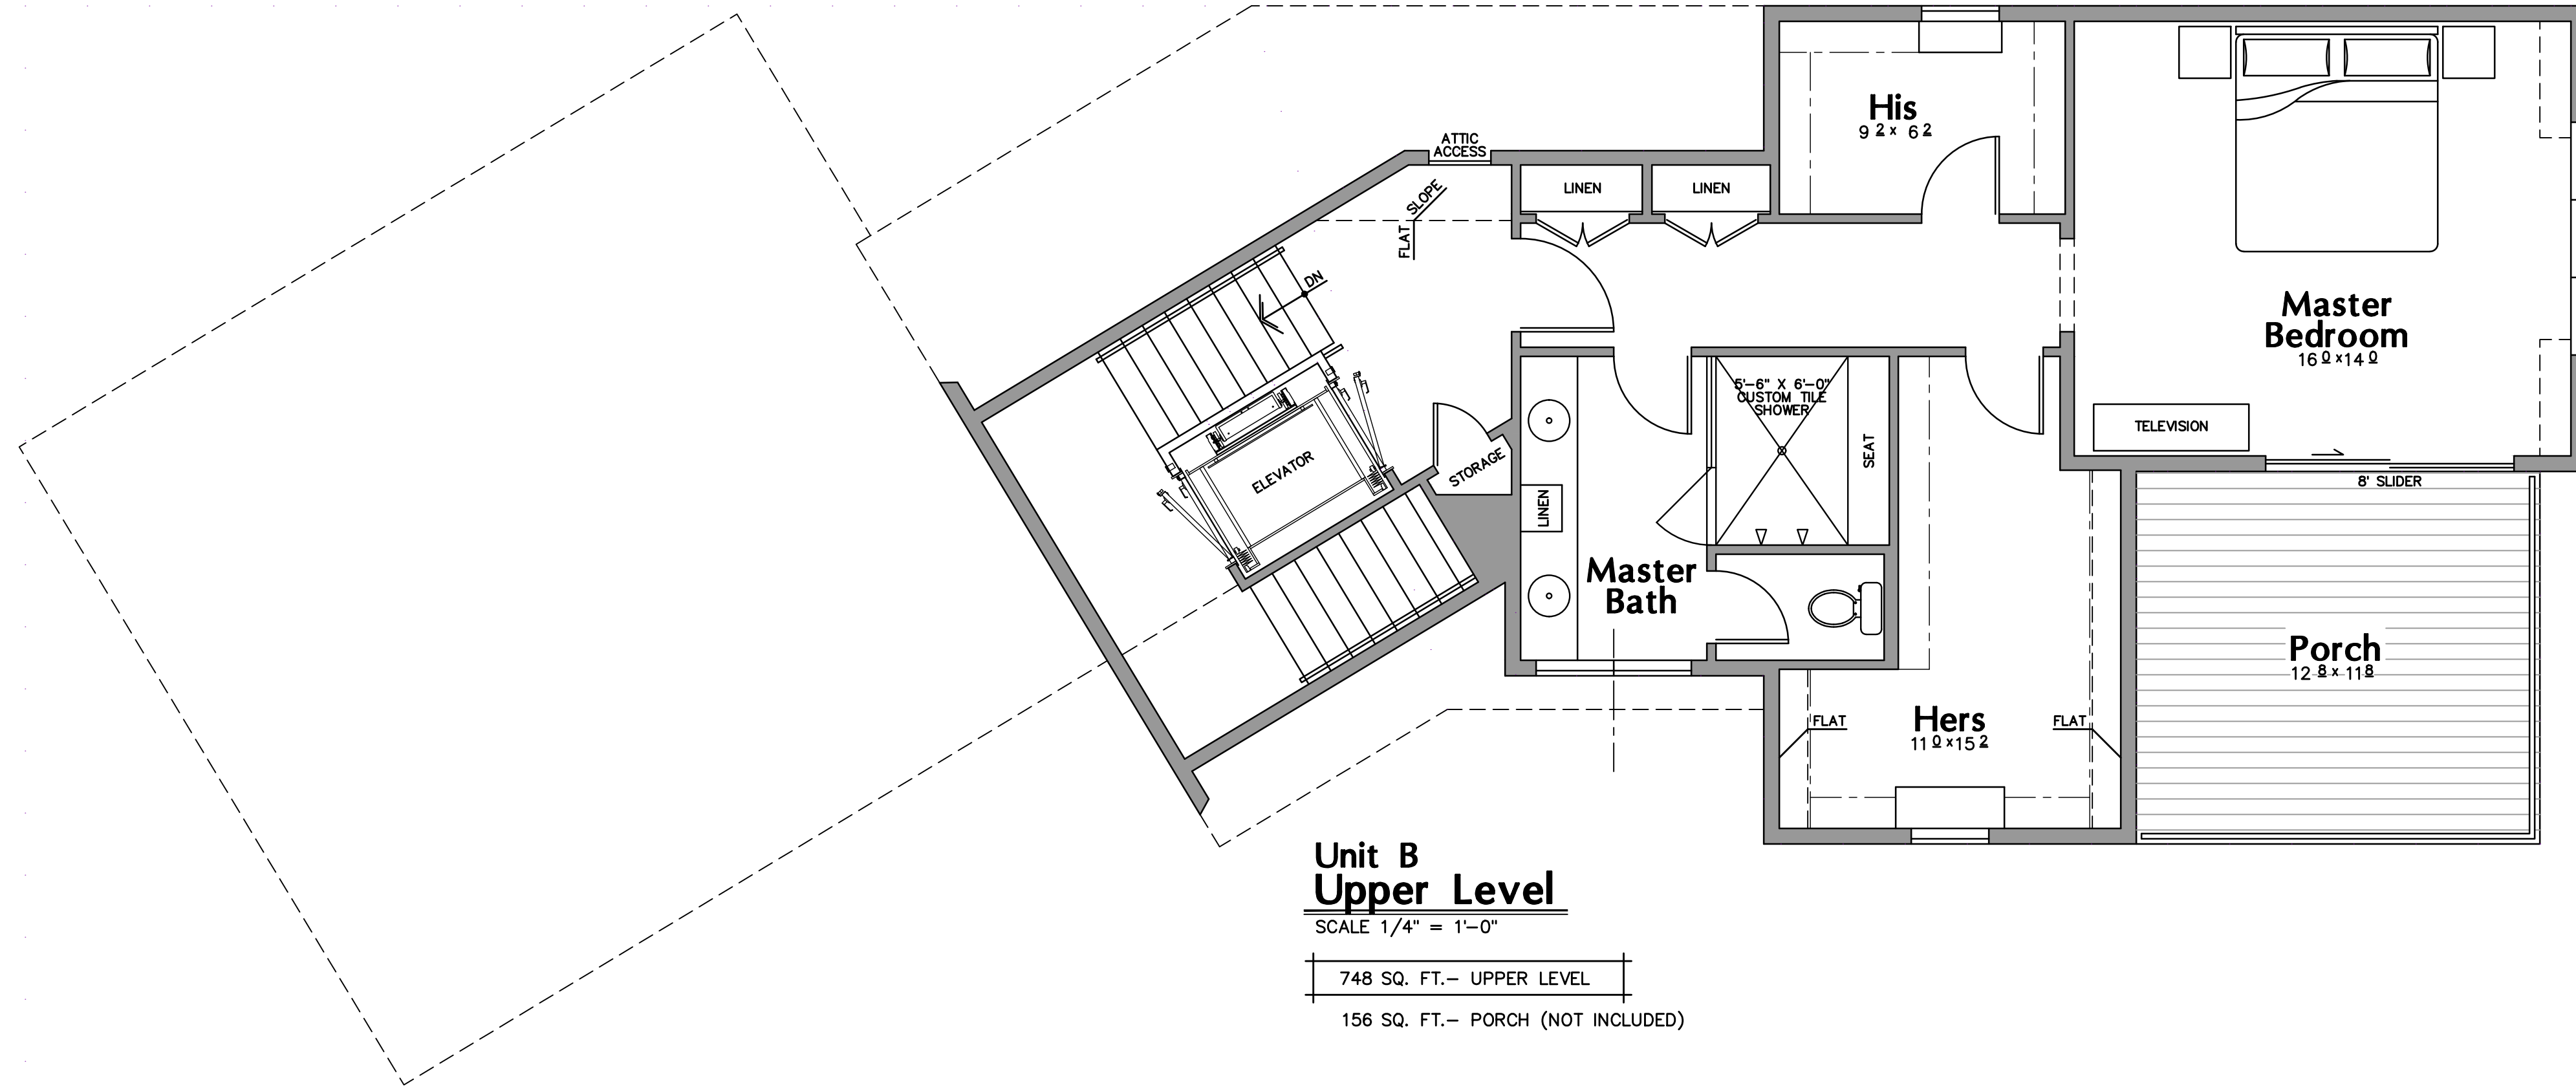 His
9 2 x 6 2
ATTIC
ACCESS
LINEN
LINEN
SLOPE
FLAT
DN
Master
Bedroom
16 0 x 14 0
5'-6" X 6'-0"
CUSTOM TILE
SHOWER
TELEVISION
SEAT
STORAGE
ELEVATOR
8' SLIDER
LINEN
Master
Bath
Porch
12 8 x 11 8
FLAT
Hers
11 0 x 15 2
FLAT
Unit B
Upper Level
SCALE 1/4" = 1'-0"
748 SQ. FT.- UPPER LEVEL
156 SQ. FT.- PORCH (NOT INCLUDED)